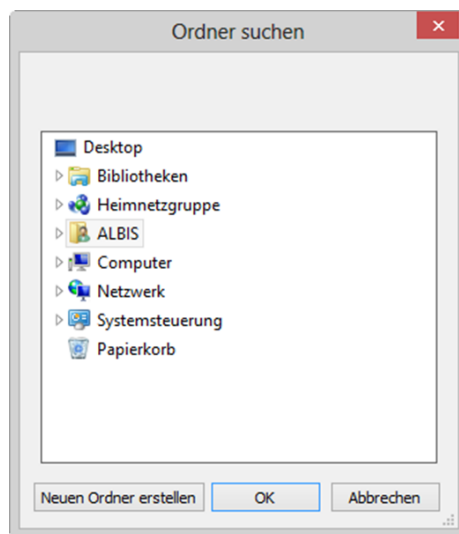 Ordner suchen
Desktop
Bibliotheken
Heimnetzgruppe
ALBIS
Computer
Netzwerk
Systemsteuerung
Papierkorb
Neuen Ordner erstellen OK Abbrechen